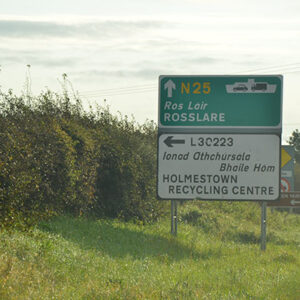 N25
Ros Láir
ROSSLARE
L30223
Ionad Athchúrsála
Bhaile Hom
HOLMESTOWN
RECYCLING CENTRE